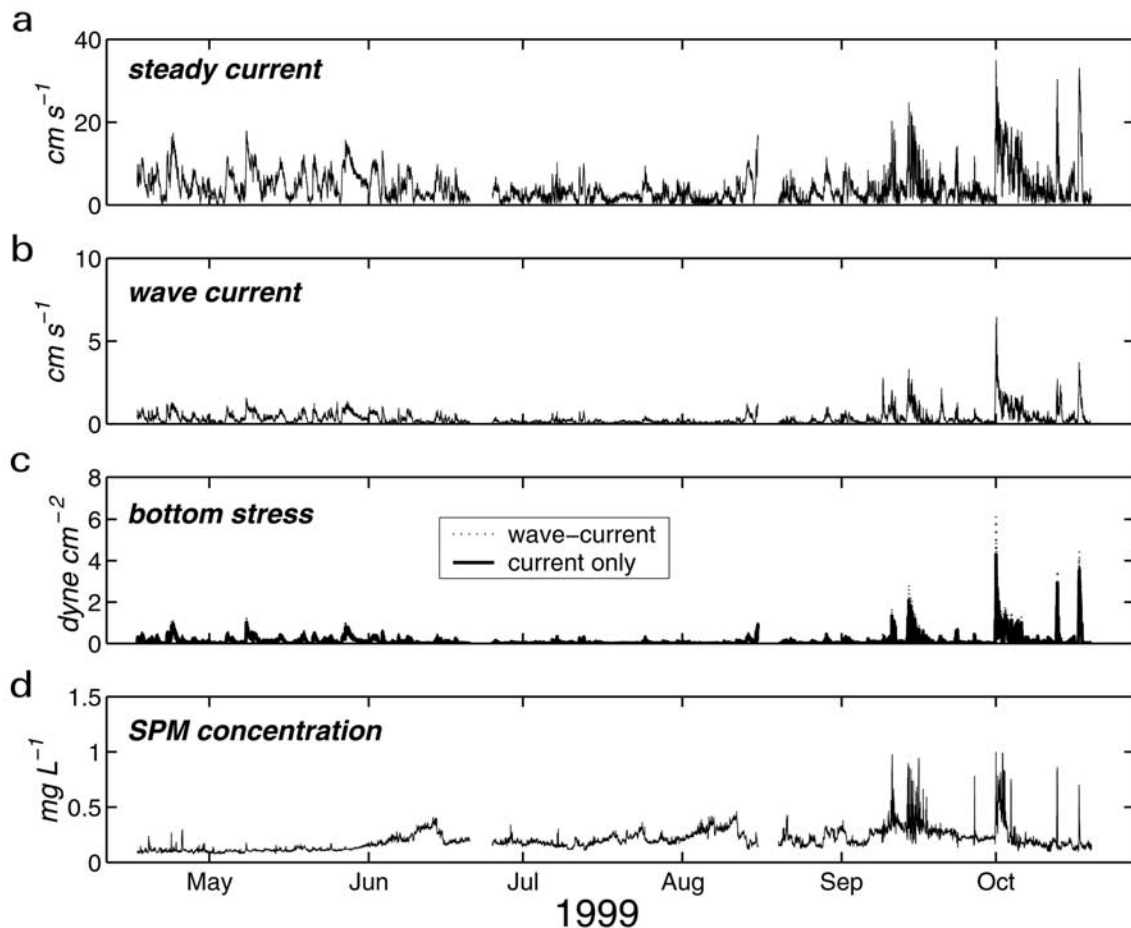 a
40
steady current
20
0
cm s⁻¹
b
10
wave current
5
0
cm s⁻¹
c
8
bottom stress
6
4
2
0
dyne cm⁻²
wave−current
current only
d
1.5
SPM concentration
1
0.5
0
mg L⁻¹
May Jun Jul Aug Sep Oct
1999